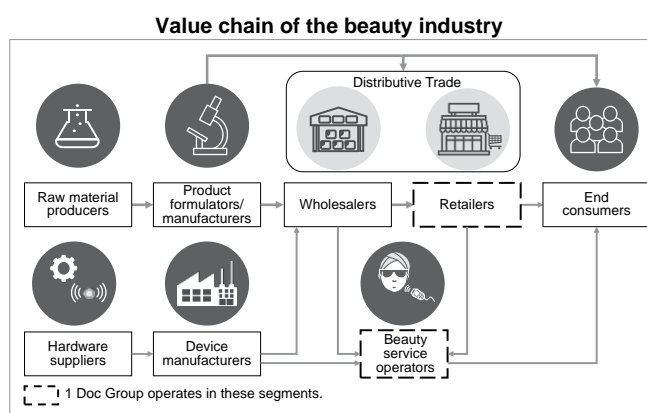 Value chain of the beauty industry
Distributive Trade
Raw material
producers
Product
formulators/
manufacturers
Wholesalers
Retailers
End
consumers
Hardware
suppliers
Device
manufacturers
Beauty
service
operators
1 Doc Group operates in these segments.